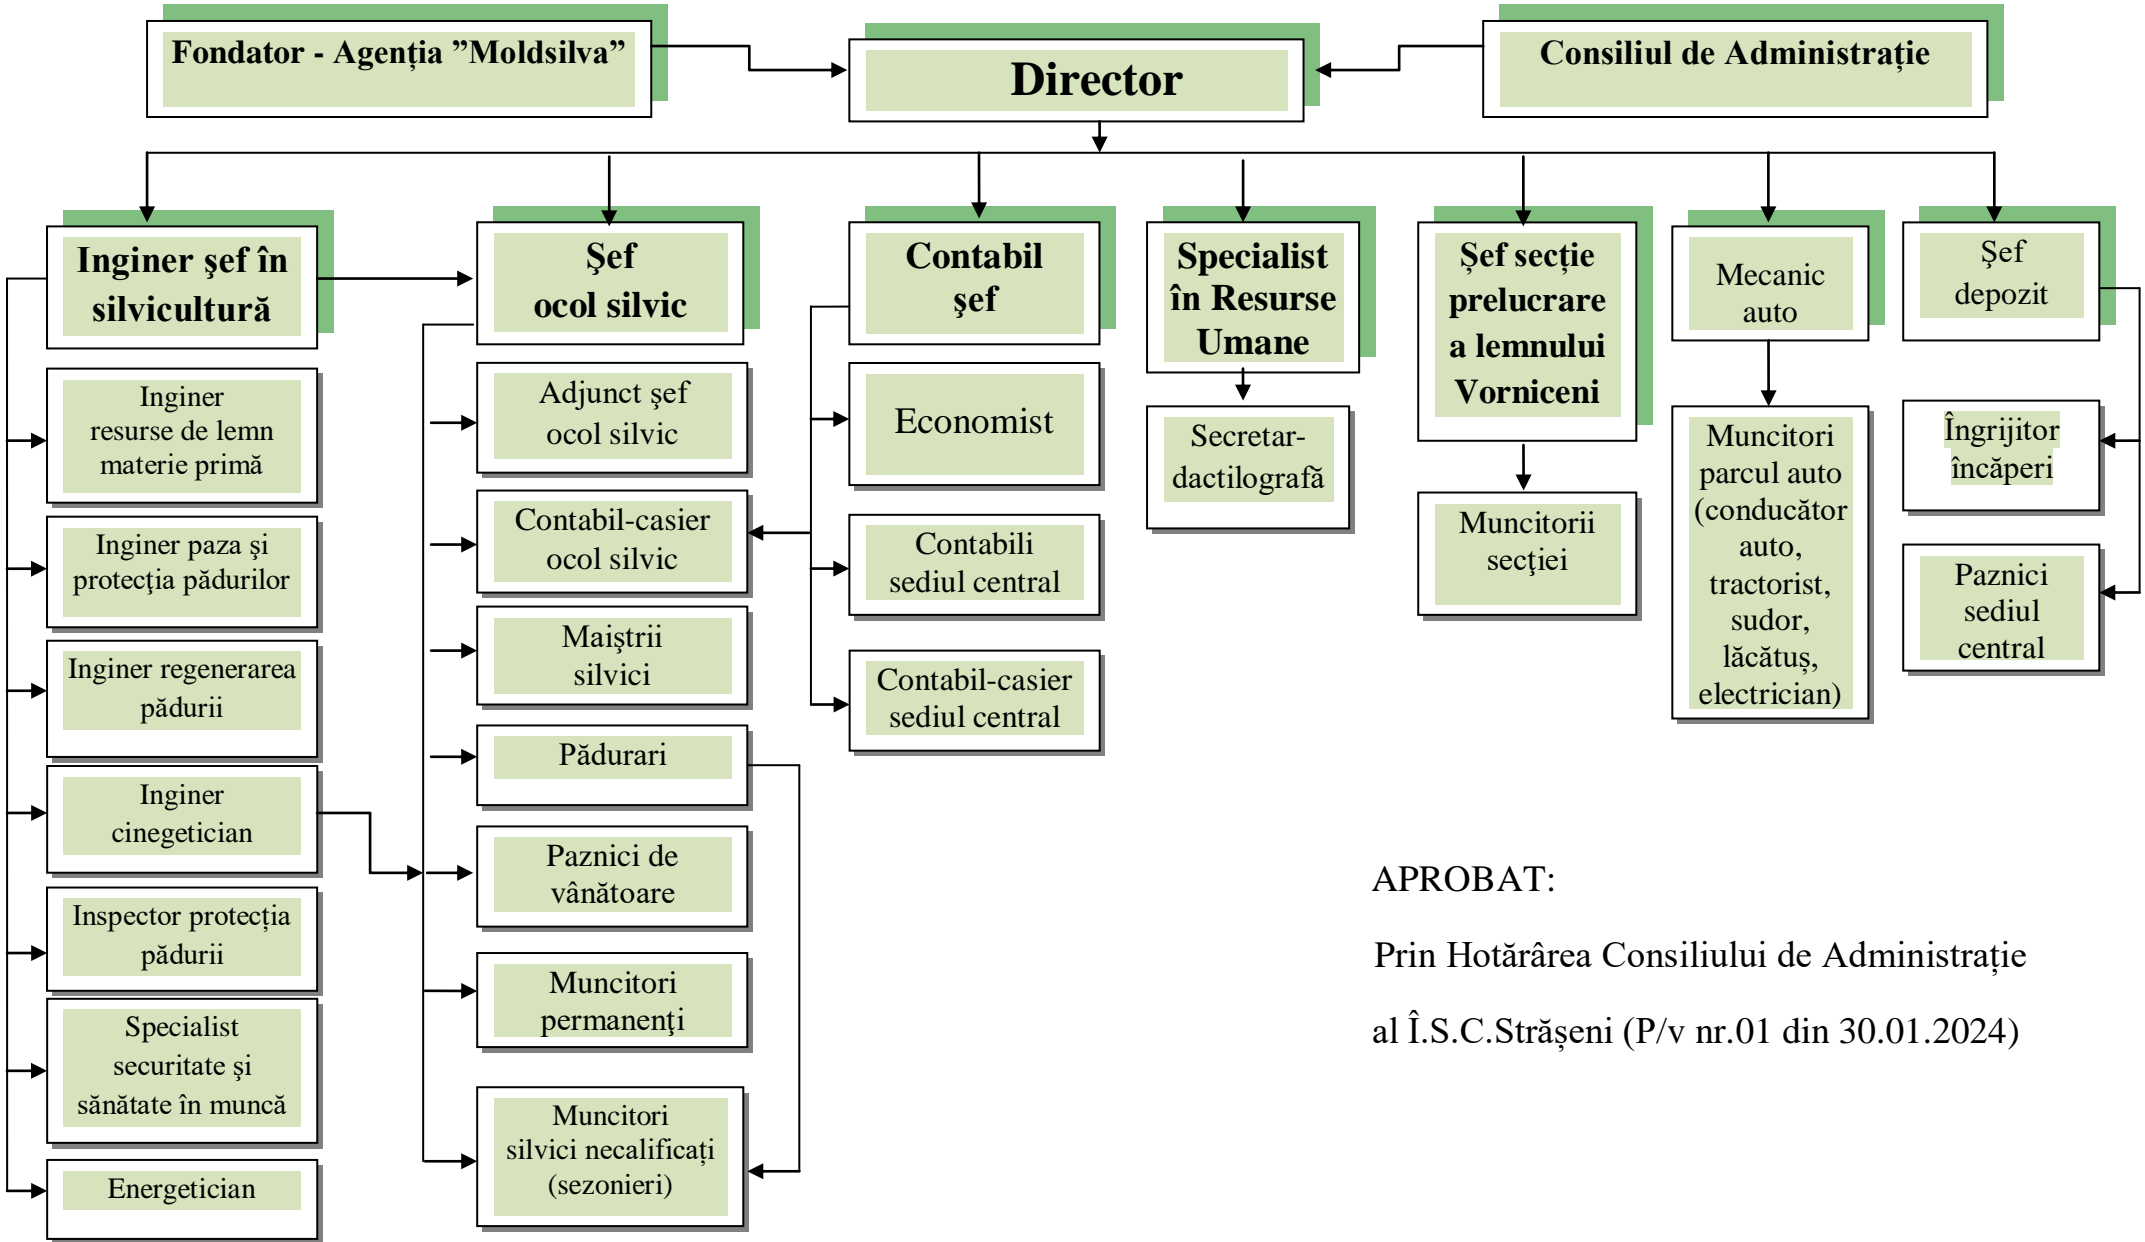 Fondator - Agenția ”Moldsilva”
Director
Consiliul de Administrație
Inginer şef în
silvicultură
Inginer
resurse de lemn
materie primă
Inginer paza şi
protecţia pădurilor
Inginer regenerarea
pădurii
Inginer
cinegetician
Inspector protecția
pădurii
Specialist
securitate şi
sănătate în muncă
Energetician
Şef
ocol silvic
Adjunct şef
ocol silvic
Contabil-casier
ocol silvic
Maiştrii
silvici
Pădurari
Paznici de
vânătoare
Muncitori
permanenţi
Muncitori
silvici necalificați
(sezonieri)
Contabil
şef
Economist
Contabili
sediul central
Contabil-casier
sediul central
Specialist
în Resurse
Umane
Secretar-
dactilografă
Șef secție
prelucrare
a lemnului
Vorniceni
Muncitorii
secţiei
Mecanic
auto
Muncitori
parcul auto
(conducător
auto,
tractorist,
sudor,
lăcătuș,
electrician)
Şef
depozit
Îngrijitor
încăperi
Paznici
sediul
central
APROBAT:
Prin Hotărârea Consiliului de Administrație
al Î.S.C.Strășeni (P/v nr.01 din 30.01.2024)